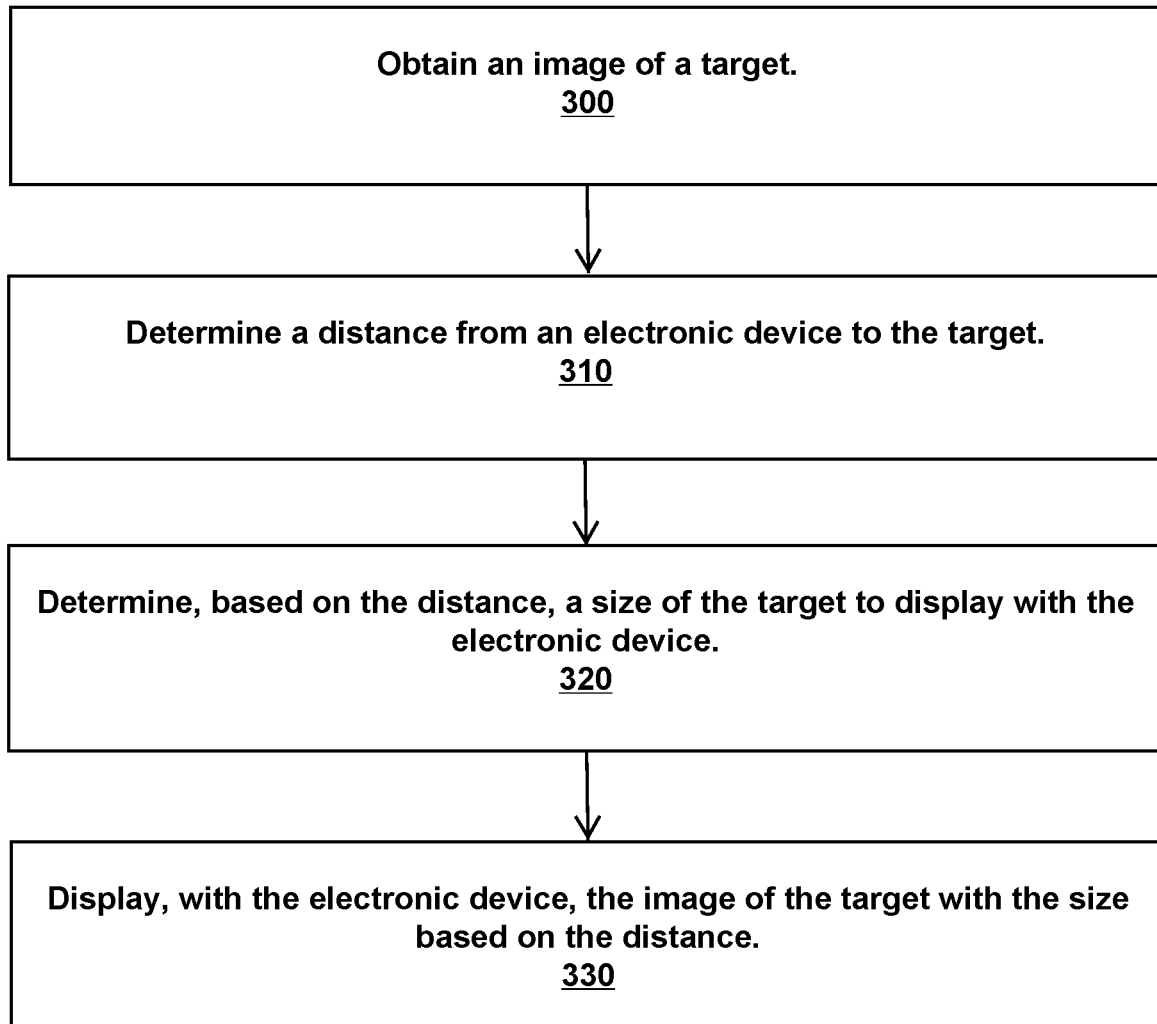 Obtain an image of a target.
300
Determine a distance from an electronic device to the target.
310
Determine, based on the distance, a size of the target to display with the
electronic device.
320
Display, with the electronic device, the image of the target with the size
based on the distance.
330